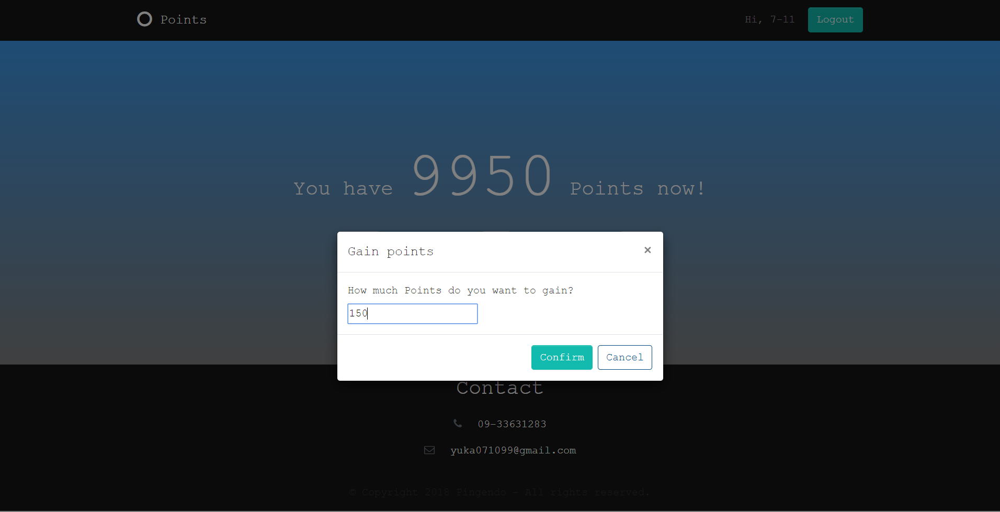 Points
Hi, 7-11
Logout
You have 9950 Points now!
Gain points
×
How much Points do you want to gain?
150
Confirm
Cancel
Contact
09-33631283
yuka071099@gmail.com
© Copyright 2018 Pingendo - All rights reserved.